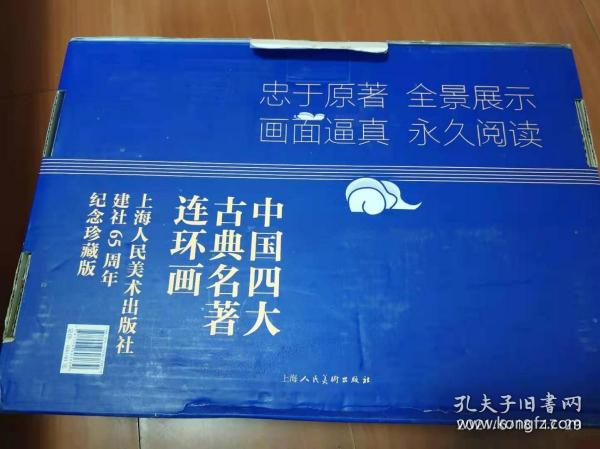 忠于原著 全景展示
画面逼真 永久阅读
中国四大
古典名著
连环画
上海人民美术出版社
建社65周年
纪念珍藏版
上海人民美術出版社
孔夫子旧书网
www.kongfz.com